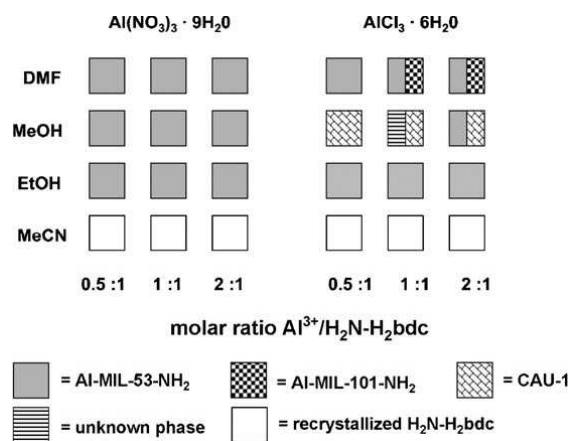 Al(NO₃)₃ · 9H₂0 AlCl₃ · 6H₂0
DMF
MeOH
EtOH
MeCN
0.5 :1 1 :1 2 :1 0.5 :1 1 :1 2 :1
molar ratio Al³⁺/H₂N-H₂bdc
= Al-MIL-53-NH₂ = Al-MIL-101-NH₂ = CAU-1
= unknown phase = recrystallized H₂N-H₂bdc